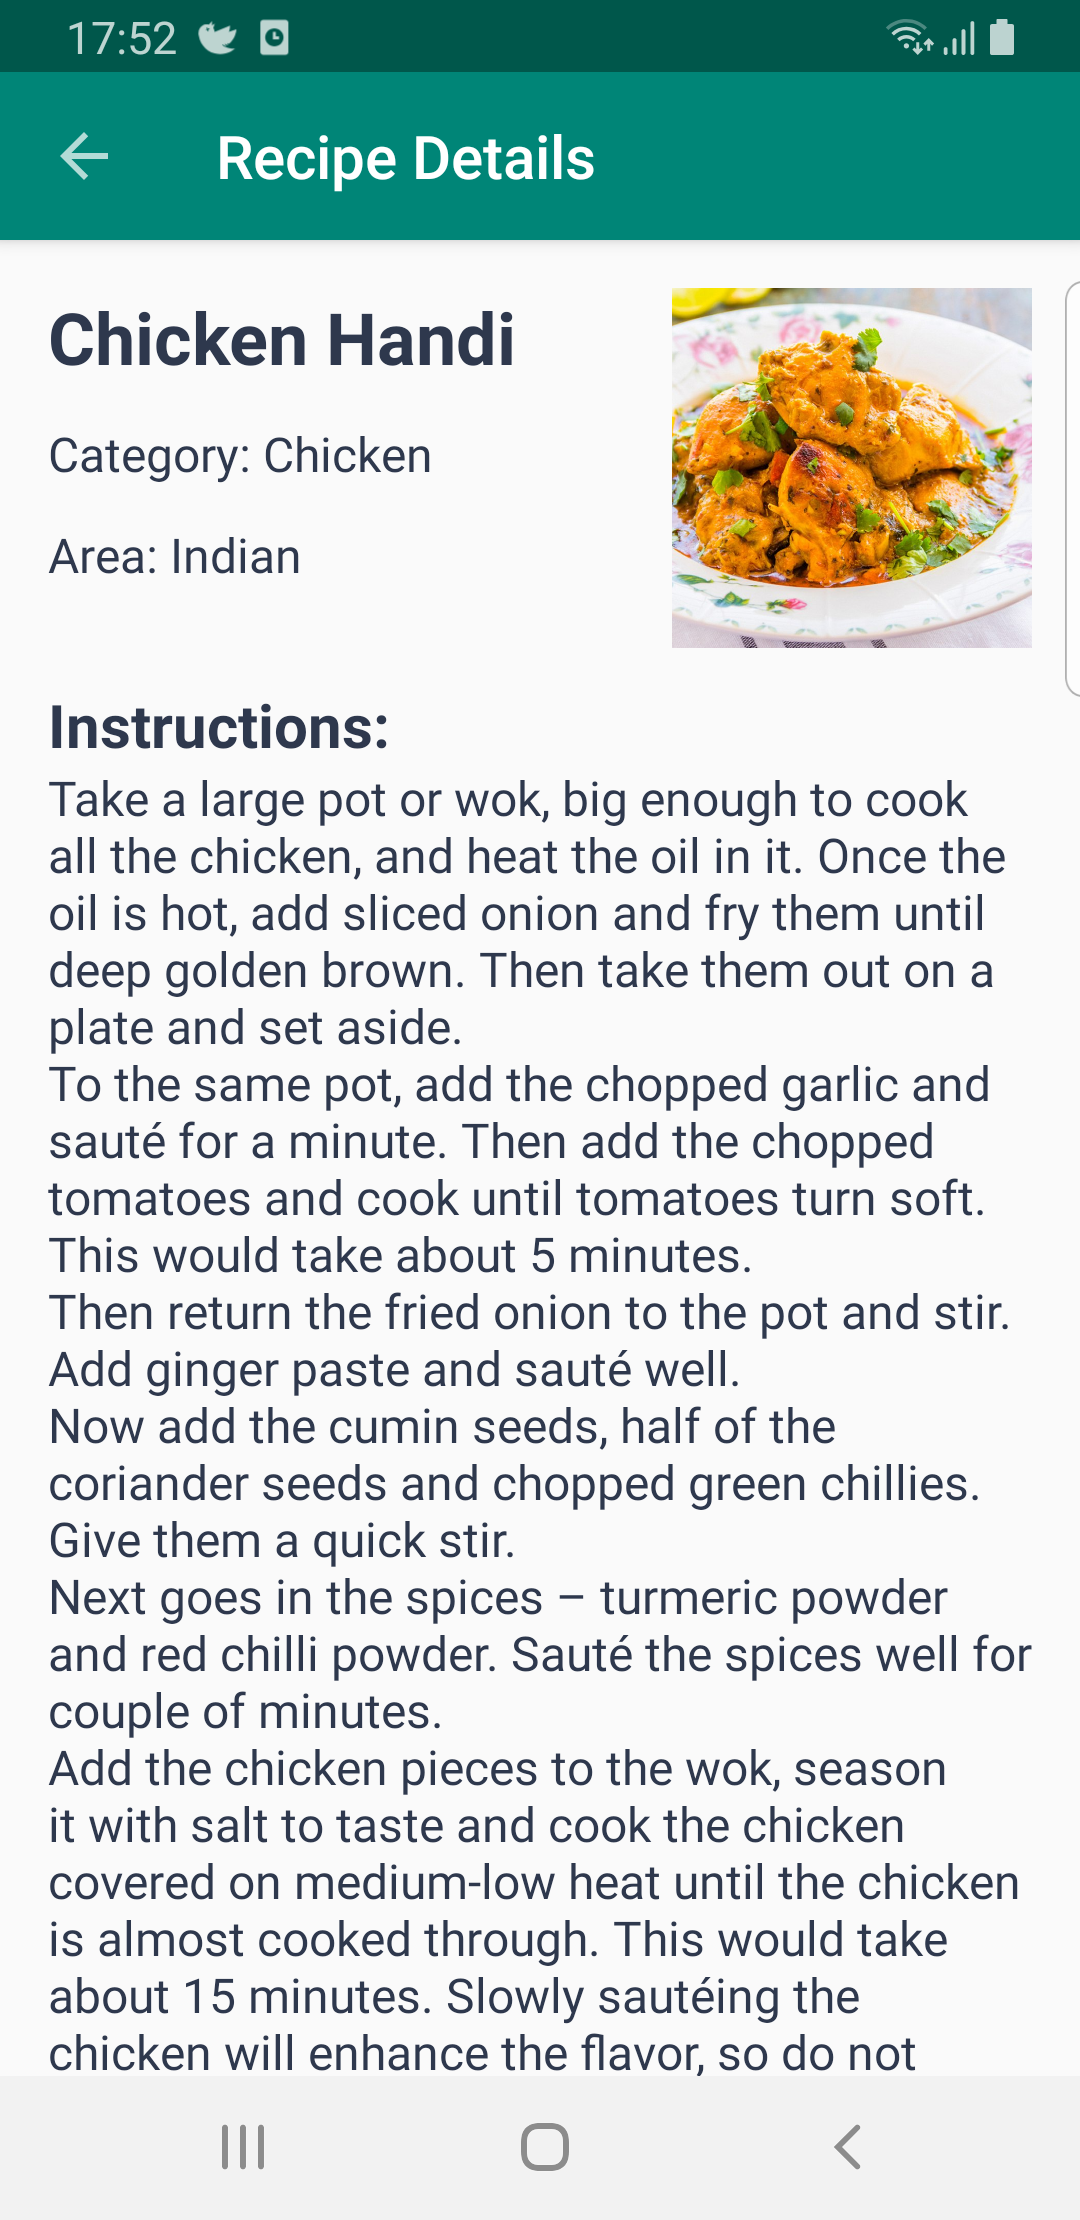 17:52
Recipe Details
Chicken Handi
Category: Chicken
Area: Indian
Instructions:
Take a large pot or wok, big enough to cook
all the chicken, and heat the oil in it. Once the
oil is hot, add sliced onion and fry them until
deep golden brown. Then take them out on a
plate and set aside.
To the same pot, add the chopped garlic and
sauté for a minute. Then add the chopped
tomatoes and cook until tomatoes turn soft.
This would take about 5 minutes.
Then return the fried onion to the pot and stir.
Add ginger paste and sauté well.
Now add the cumin seeds, half of the
coriander seeds and chopped green chillies.
Give them a quick stir.
Next goes in the spices – turmeric powder
and red chilli powder. Sauté the spices well for
couple of minutes.
Add the chicken pieces to the wok, season
it with salt to taste and cook the chicken
covered on medium-low heat until the chicken
is almost cooked through. This would take
about 15 minutes. Slowly sautéing the
chicken will enhance the flavor, so do not